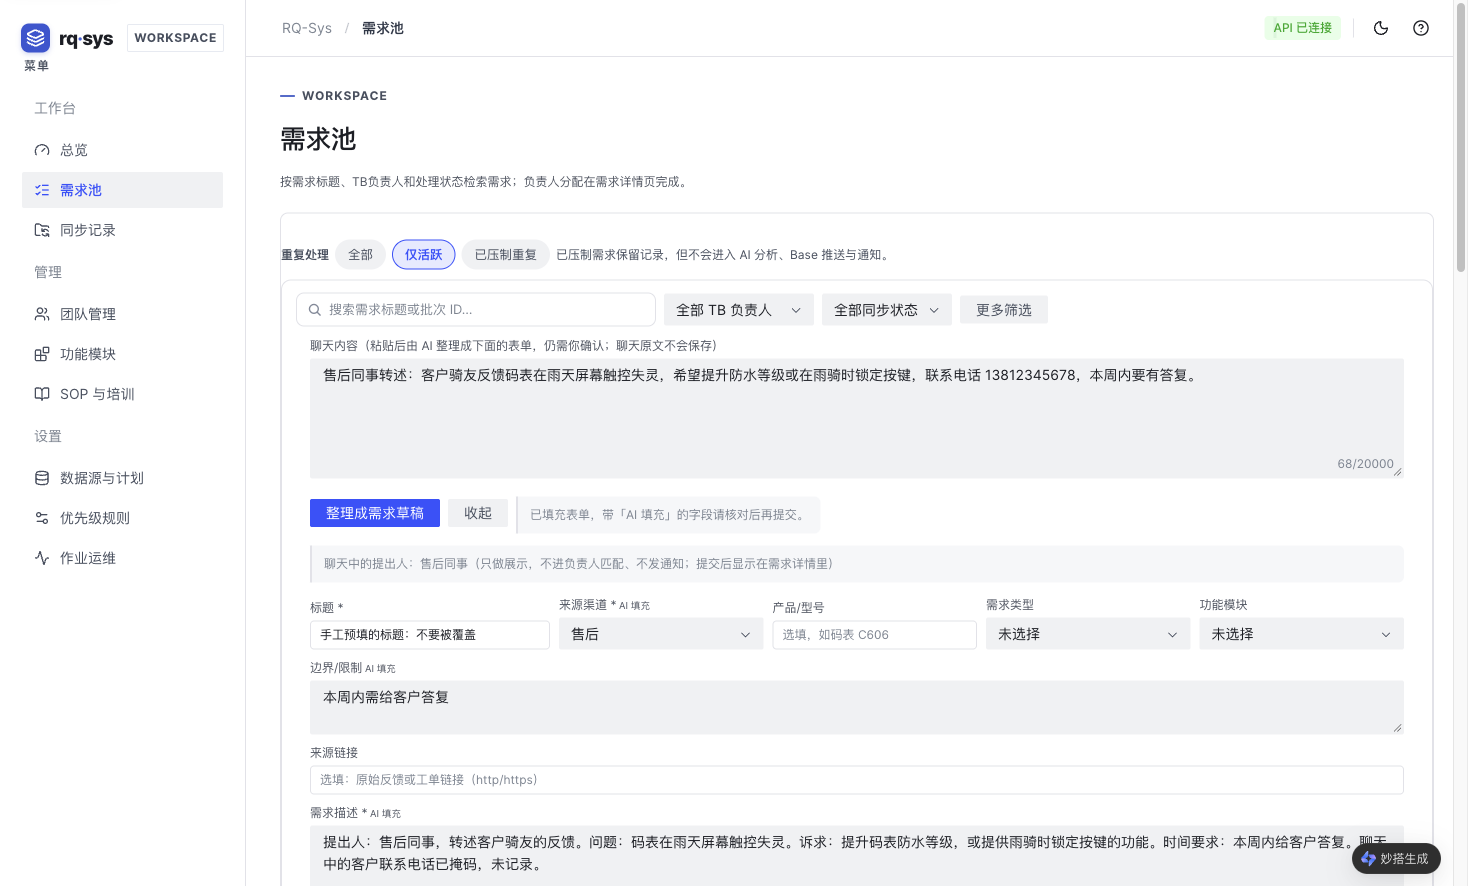 rq·sys WORKSPACE
菜单
工作台
总览
需求池
同步记录
管理
团队管理
功能模块
SOP 与培训
设置
数据源与计划
优先级规则
作业运维
RQ-Sys / 需求池
API 已连接
WORKSPACE
需求池
按需求标题、TB负责人和处理状态检索需求；负责人分配在需求详情页完成。
重复处理 全部 仅活跃 已压制重复 已压制需求保留记录，但不会进入 AI 分析、Base 推送与通知。
搜索需求标题或批次 ID... 全部 TB 负责人 全部同步状态 更多筛选
聊天内容（粘贴后由 AI 整理成下面的表单，仍需你确认；聊天原文不会保存）
售后同事转述：客户骑友反馈码表在雨天屏幕触控失灵，希望提升防水等级或在雨骑时锁定按键，联系电话 13812345678，本周内要有答复。
68/20000
整理成需求草稿 收起 已填充表单，带「AI 填充」的字段请核对后再提交。
聊天中的提出人：售后同事（只做展示，不进负责人匹配、不发通知；提交后显示在需求详情里）
标题 * 来源渠道 * AI 填充 产品/型号 需求类型 功能模块
手工预填的标题：不要被覆盖 售后 选填，如码表 C606 未选择 未选择
边界/限制 AI 填充
本周内需给客户答复
来源链接
选填：原始反馈或工单链接（http/https）
需求描述 * AI 填充
提出人：售后同事，转述客户骑友的反馈。问题：码表在雨天屏幕触控失灵。诉求：提升码表防水等级，或提供雨骑时锁定按键的功能。时间要求：本周内给客户答复。聊天
中的客户联系电话已掩码，未记录。
妙搭生成